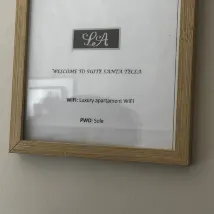 LA
WELCOME TO SUITE SANTA TECLA
WIFI: Luxury apartament WIFI
PWD: Sole